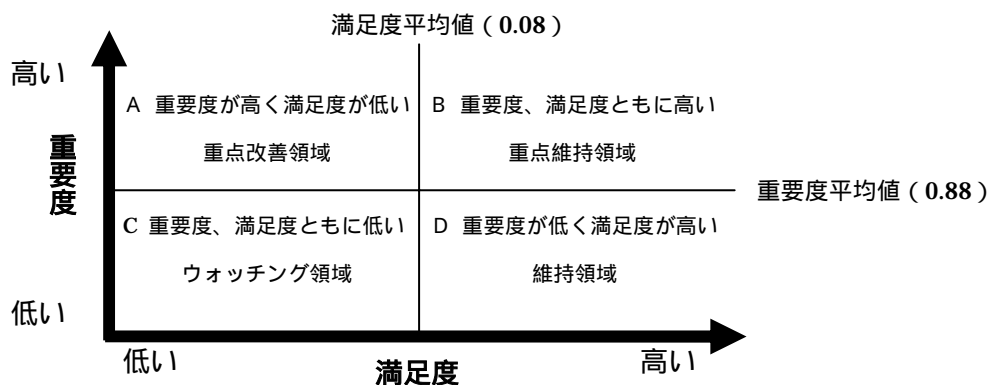 満足度平均値（0.08）
高い
A 重要度が高く満足度が低い
重点改善領域
B 重要度、満足度ともに高い
重点維持領域
重要度
重要度平均値（0.88）
C 重要度、満足度ともに低い
ウォッチング領域
D 重要度が低く満足度が高い
維持領域
低い
低い
満足度
高い